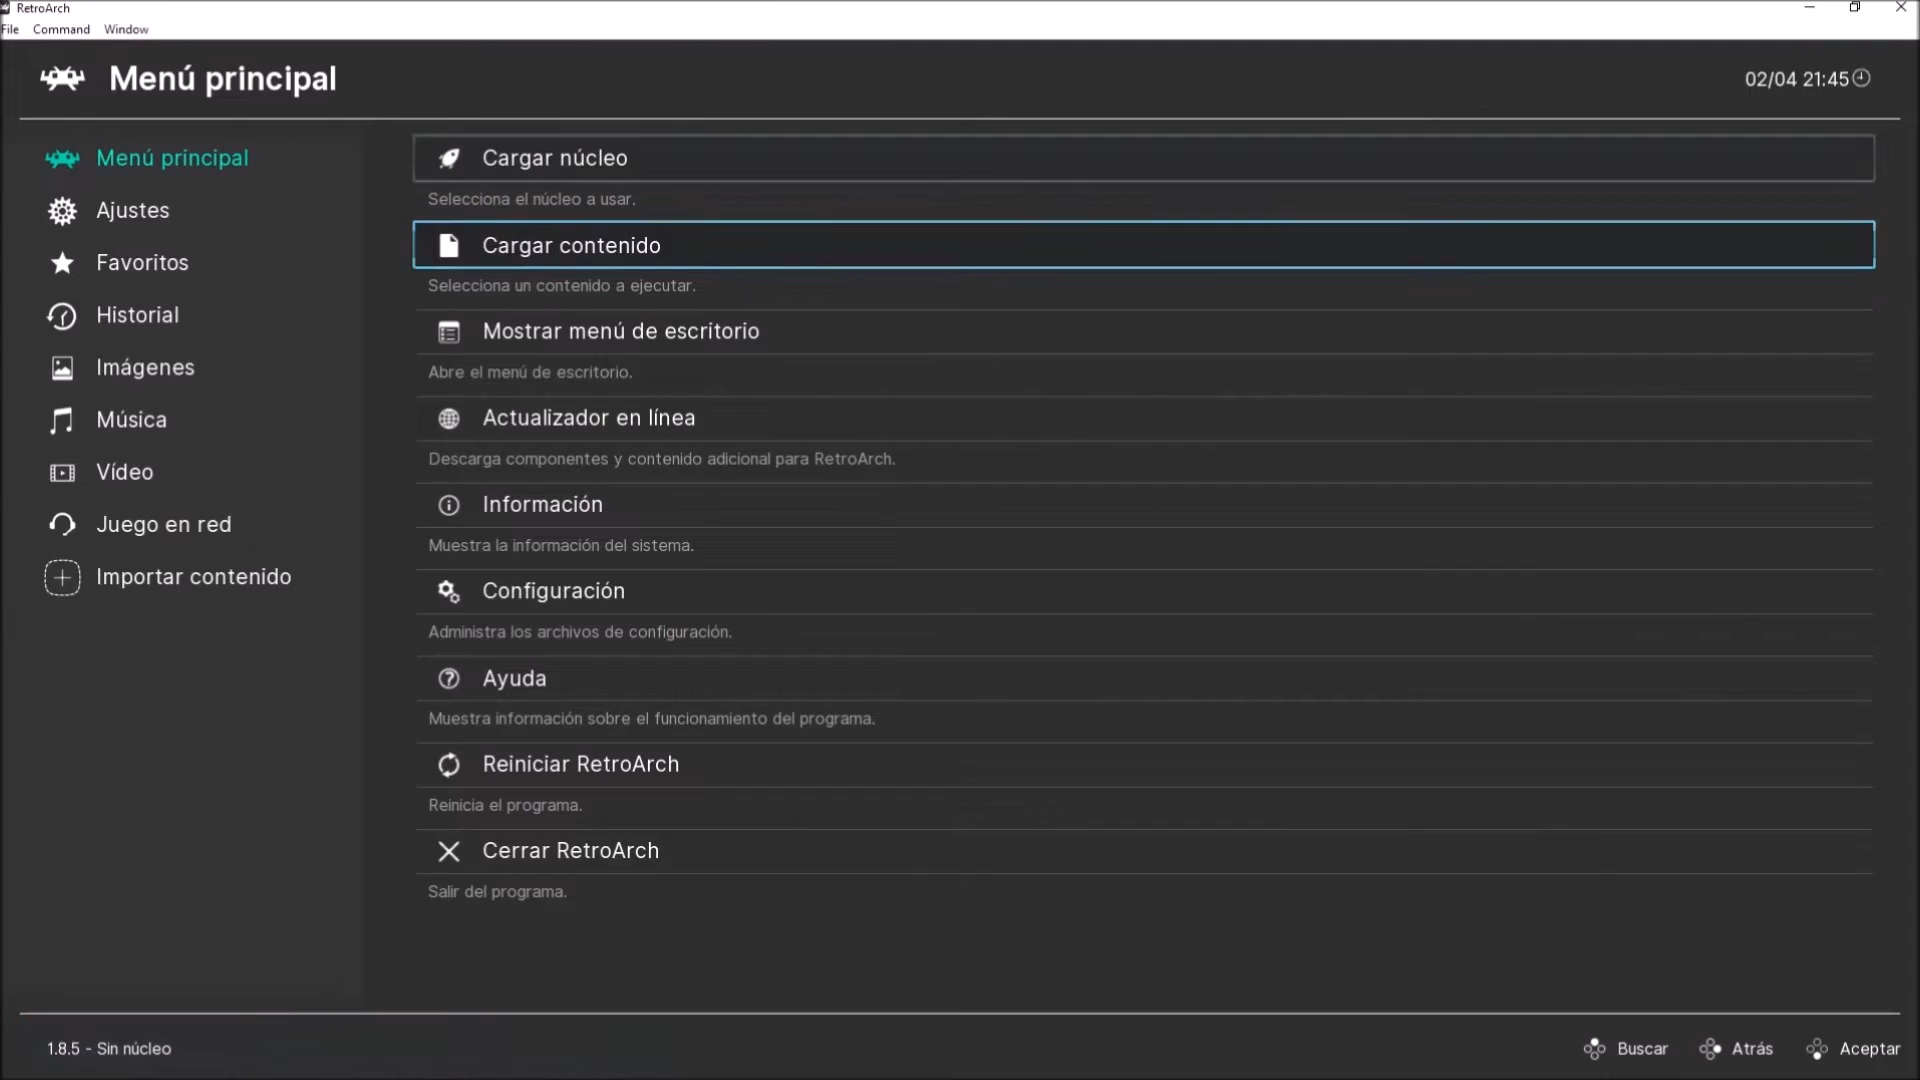 RetroArch
File Command Window
Menú principal
02/04 21:45
Menú principal
Ajustes
Favoritos
Historial
Imágenes
Música
Vídeo
Juego en red
Importar contenido
Cargar núcleo
Selecciona el núcleo a usar.
Cargar contenido
Selecciona un contenido a ejecutar.
Mostrar menú de escritorio
Abre el menú de escritorio.
Actualizador en línea
Descarga componentes y contenido adicional para RetroArch.
Información
Muestra la información del sistema.
Configuración
Administra los archivos de configuración.
Ayuda
Muestra información sobre el funcionamiento del programa.
Reiniciar RetroArch
Reinicia el programa.
Cerrar RetroArch
Salir del programa.
1.8.5 - Sin núcleo
Buscar Atrás Aceptar